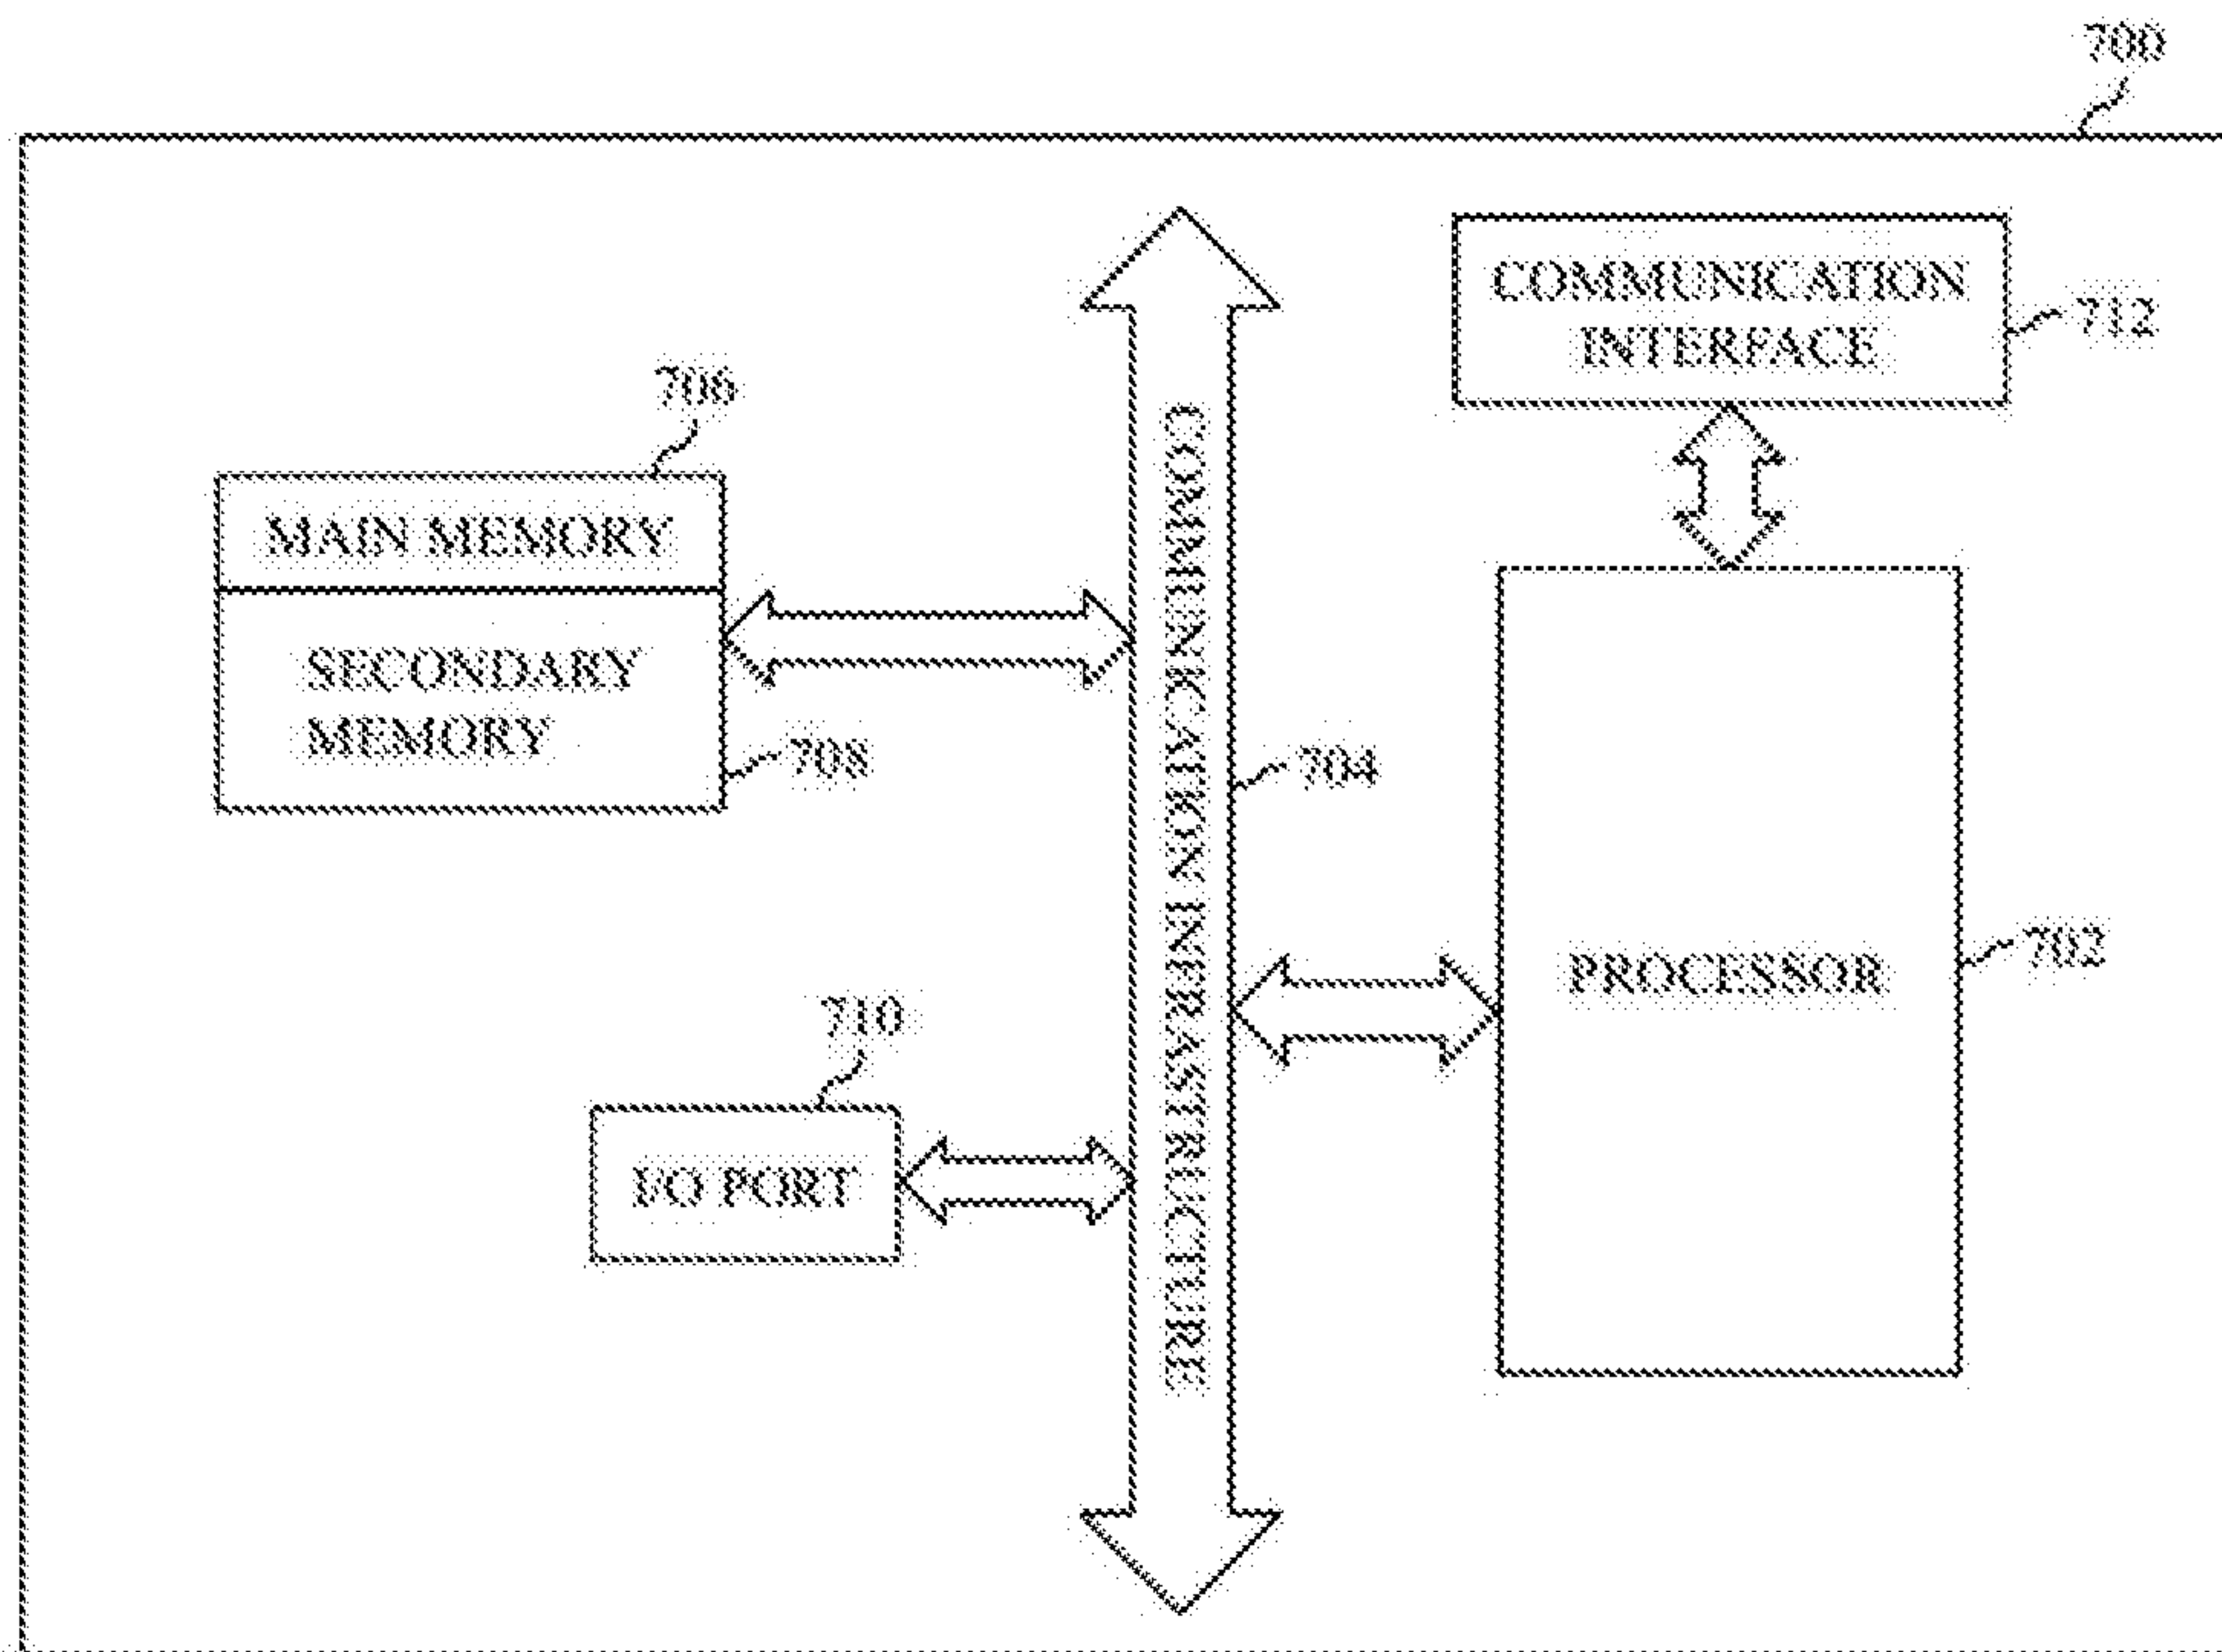 700
COMMUNICATION
INTERFACE
712
706
MAIN MEMORY
SECONDARY
MEMORY
708
COMMUNICATION INFRASTRUCTURE
704
PROCESSOR
702
710
I/O PORT